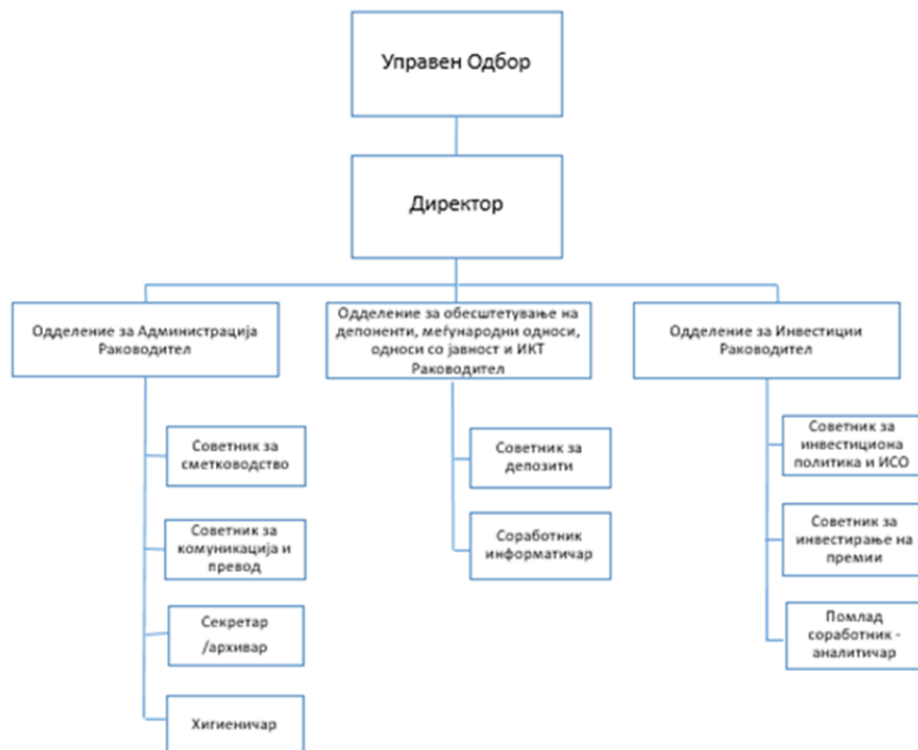 Управен Одбор
Директор
Одделение за Администрација
Раководител
Советник за
сметководство
Советник за
комуникација и
превод
Секретар
/архивар
Хигиеничар
Одделение за обесштетување на
депоненти, меѓународни односи,
односи со јавност и ИКТ
Раководител
Советник за
депозити
Соработник
информатичар
Одделение за Инвестиции
Раководител
Советник за
инвестициона
политика и ИСО
Советник за
инвестирање на
премии
Помлад
соработник -
аналитичар